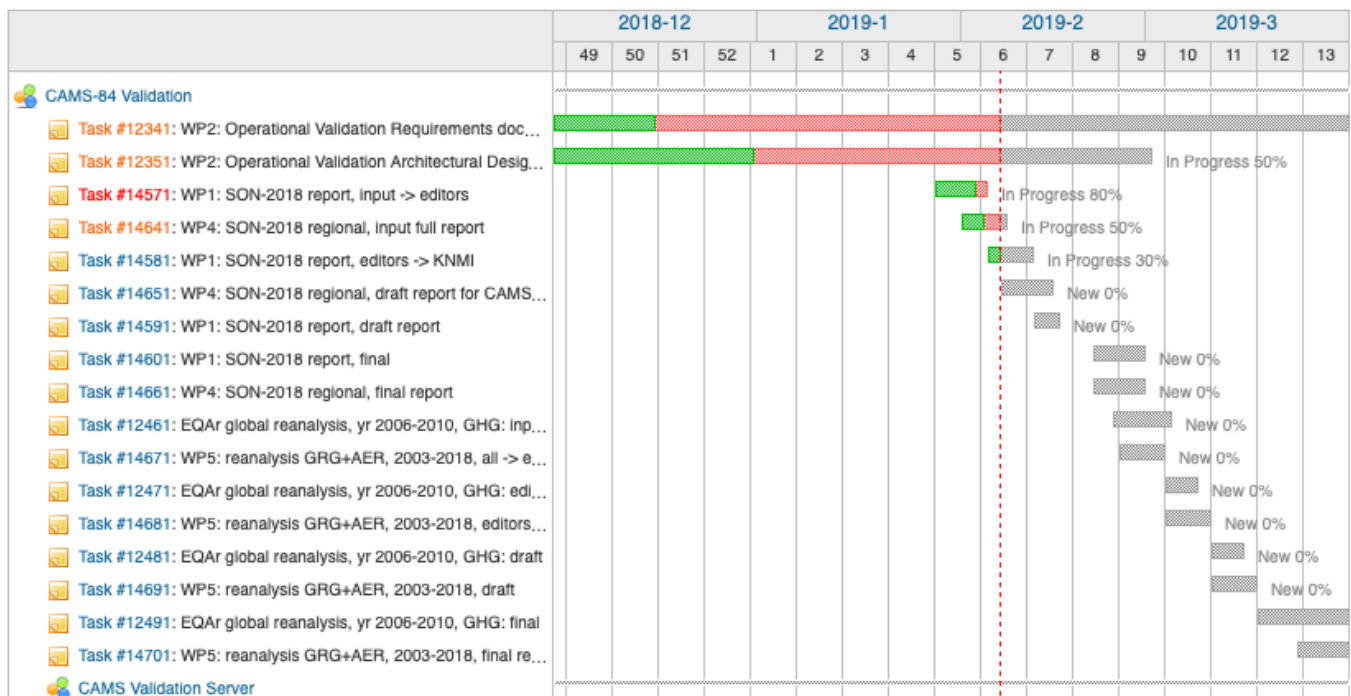 2018-12 2019-1 2019-2 2019-3
49 50 51 52 1 2 3 4 5 6 7 8 9 10 11 12 13
CAMS-84 Validation
Task #12341: WP2: Operational Validation Requirements doc...
Task #12351: WP2: Operational Validation Architectural Desig... In Progress 50%
Task #14571: WP1: SON-2018 report, input -> editors In Progress 80%
Task #14641: WP4: SON-2018 regional, input full report In Progress 50%
Task #14581: WP1: SON-2018 report, editors -> KNMI In Progress 30%
Task #14651: WP4: SON-2018 regional, draft report for CAMS... New 0%
Task #14591: WP1: SON-2018 report, draft report New 0%
Task #14601: WP1: SON-2018 report, final New 0%
Task #14661: WP4: SON-2018 regional, final report New 0%
Task #12461: EQAr global reanalysis, yr 2006-2010, GHG: inp... New 0%
Task #14671: WP5: reanalysis GRG+AER, 2003-2018, all -> e... New 0%
Task #12471: EQAr global reanalysis, yr 2006-2010, GHG: edi... New 0%
Task #14681: WP5: reanalysis GRG+AER, 2003-2018, editors... New 0%
Task #12481: EQAr global reanalysis, yr 2006-2010, GHG: draft New 0%
Task #14691: WP5: reanalysis GRG+AER, 2003-2018, draft New 0%
Task #12491: EQAr global reanalysis, yr 2006-2010, GHG: final
Task #14701: WP5: reanalysis GRG+AER, 2003-2018, final re...
CAMS Validation Server